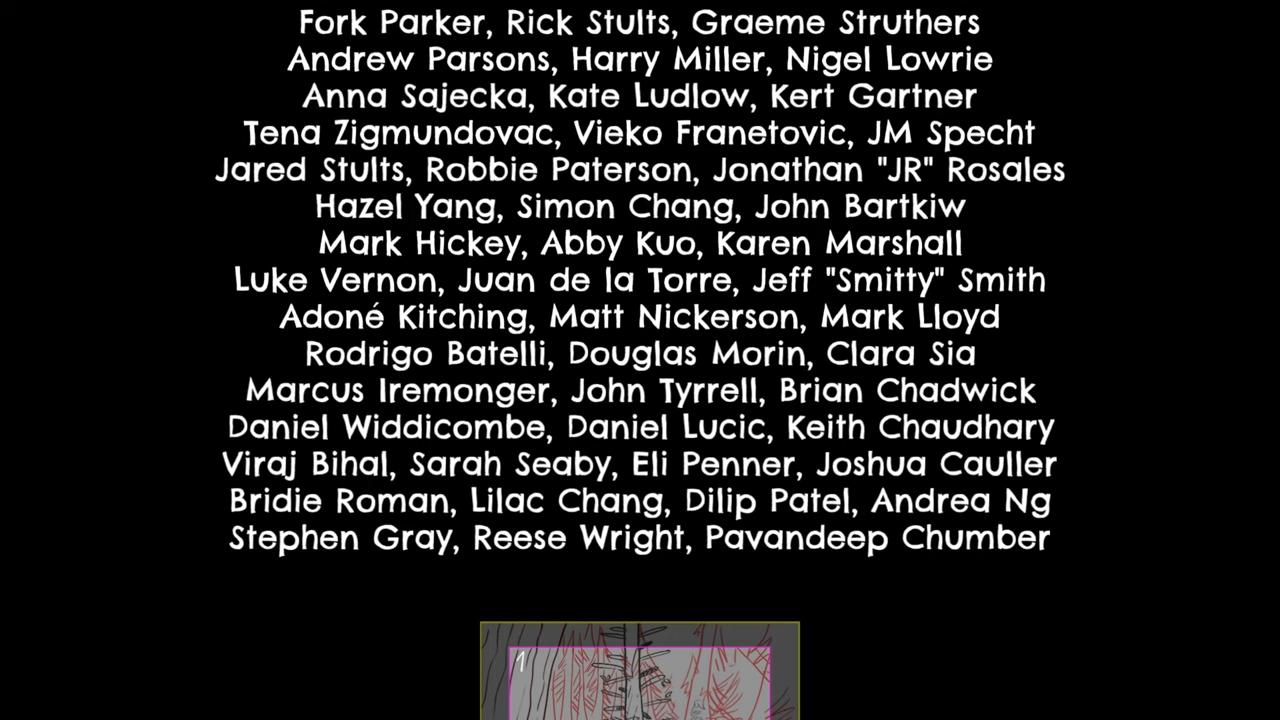 Fork Parker, Rick Stults, Graeme Struthers
Andrew Parsons, Harry Miller, Nigel Lowrie
Anna Sajecka, Kate Ludlow, Kert Gartner
Tena Zigmundovac, Vieko Franetovic, JM Specht
Jared Stults, Robbie Paterson, Jonathan "JR" Rosales
Hazel Yang, Simon Chang, John Bartkiw
Mark Hickey, Abby Kuo, Karen Marshall
Luke Vernon, Juan de la Torre, Jeff "Smitty" Smith
Adoné Kitching, Matt Nickerson, Mark Lloyd
Rodrigo Batelli, Douglas Morin, Clara Sia
Marcus Iremonger, John Tyrrell, Brian Chadwick
Daniel Widdicombe, Daniel Lucic, Keith Chaudhary
Viraj Bihal, Sarah Seaby, Eli Penner, Joshua Cauller
Bridie Roman, Lilac Chang, Dilip Patel, Andrea Ng
Stephen Gray, Reese Wright, Pavandeep Chumber
1